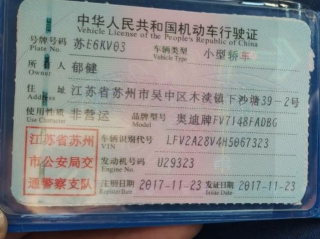 中华人民共和国机动车行驶证
Vehicle License of the People's Republic of China
号牌号码 苏E6KV03 车辆类型 小型轿车
Plate No. Vehicle Type
所有人 郁健
Owner
住址 江苏省苏州市吴中区木渎镇下沙塘39-2号
Address
使用性质 非营运 品牌型号 奥迪牌FV7148FADBG
Use Character Model
江苏省苏州 车辆识别代号 LFV2A28V4H5067323
VIN
市公安局交 发动机号码 U29323
Engine No.
通警察支队 注册日期 2017-11-23 发证日期 2017-11-23
Register Date Issue Date